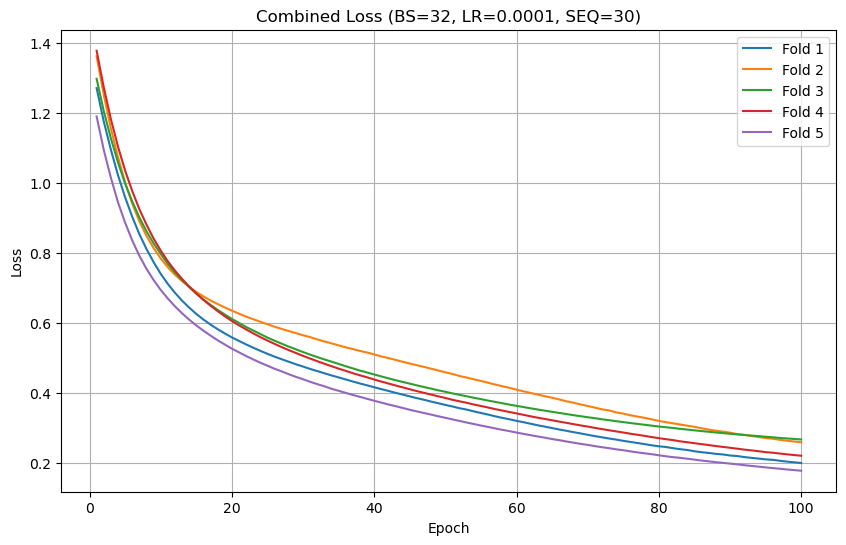 Combined Loss (BS=32, LR=0.0001, SEQ=30)
Fold 1
Fold 2
Fold 3
Fold 4
Fold 5
Loss
1.4
1.2
1.0
0.8
0.6
0.4
0.2
0 20 40 60 80 100
Epoch